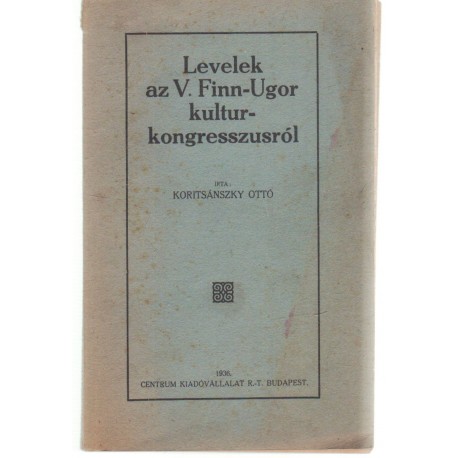 Levelek
az V. Finn-Ugor
kultur-
kongresszusról
IRTA:
KORITSÁNSZKY OTTÓ
1936.
CENTRUM KIADÓVÁLLALAT R.-T. BUDAPEST.